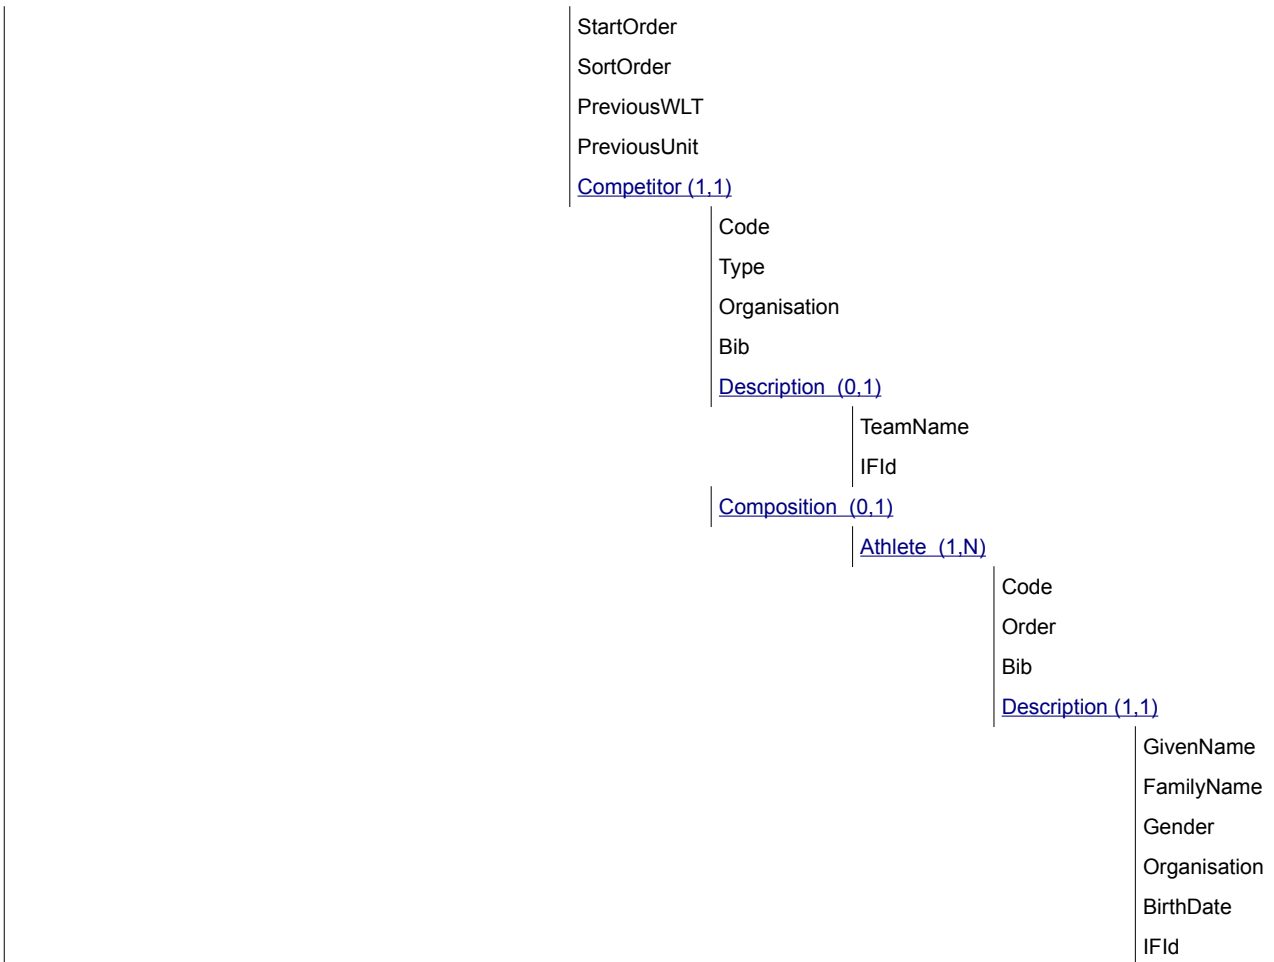 StartOrder
SortOrder
PreviousWLT
PreviousUnit
Competitor (1,1)
Code
Type
Organisation
Bib
Description  (0,1)
TeamName
IFId
Composition  (0,1)
Athlete  (1,N)
Code
Order
Bib
Description (1,1)
GivenName
FamilyName
Gender
Organisation
BirthDate
IFId